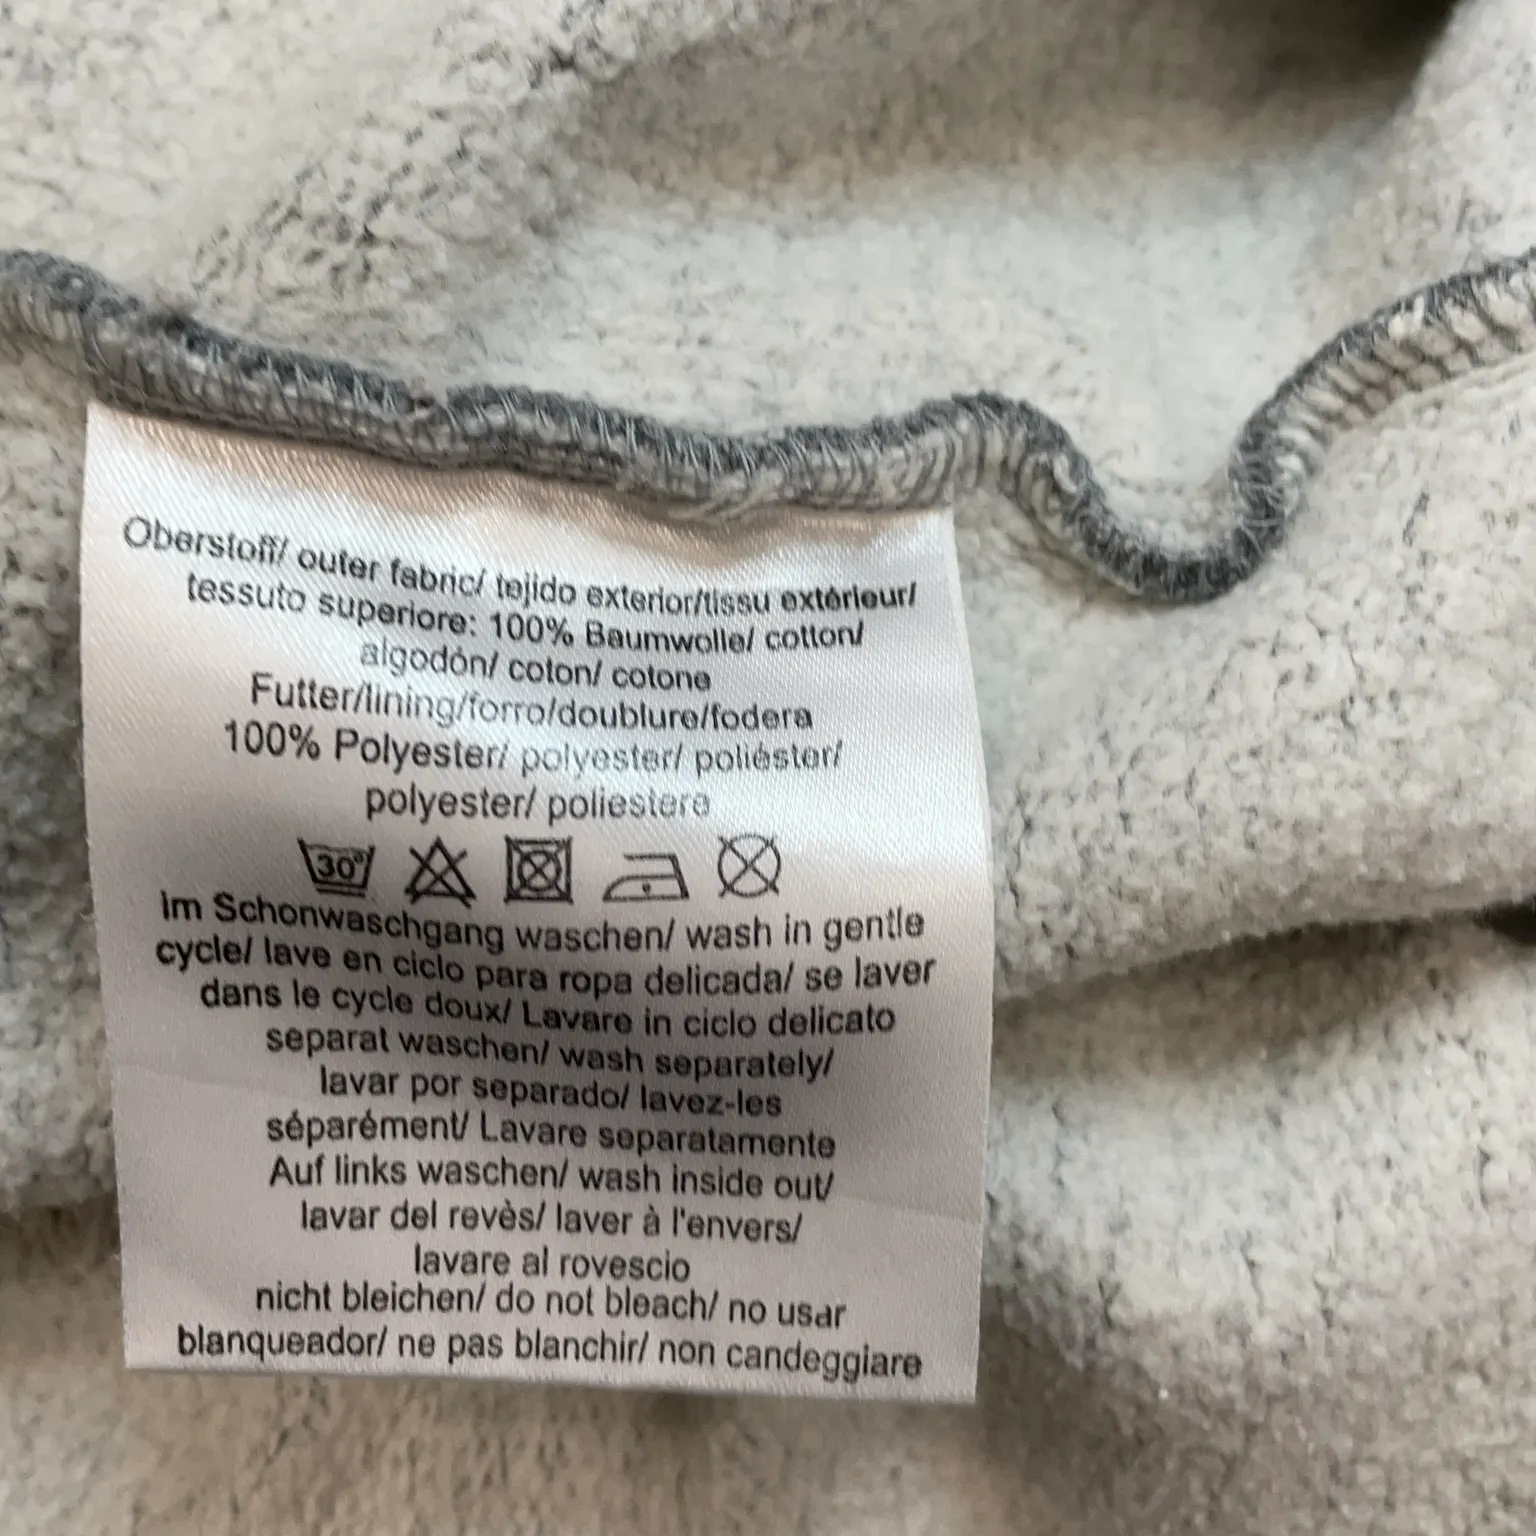 Oberstoff/ outer fabric/ tejido exterior/tissu extérieur/
tessuto superiore: 100% Baumwolle/ cotton/
algodón/ coton/ cotone
Futter/lining/forro/doublure/fodera
100% Polyester/ polyester/ poliéster/
polyester/ poliestere
30°
im Schonwaschgang waschen/ wash in gentle
cycle/ lave en ciclo para ropa delicada/ se laver
dans le cycle doux/ Lavare in ciclo delicato
separat waschen/ wash separately/
lavar por separado/ lavez-les
séparément/ Lavare separatamente
Auf links waschen/ wash inside out/
lavar del revès/ laver à l'envers/
lavare al rovescio
nicht bleichen/ do not bleach/ no usar
blanqueador/ ne pas blanchir/ non candeggiare